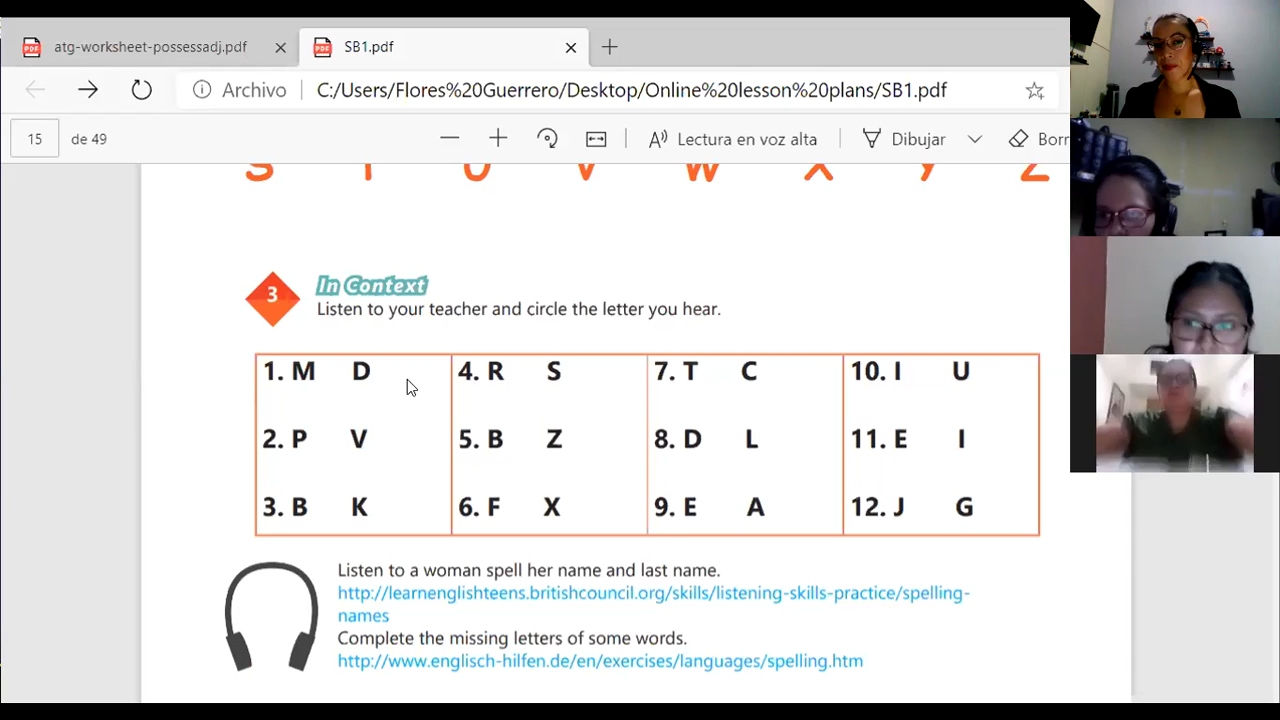 atg-worksheet-possessadj.pdf
SB1.pdf
Archivo
C:/Users/Flores%20Guerrero/Desktop/Online%20lesson%20plans/SB1.pdf
15 de 49
Lectura en voz alta
Dibujar
Borr
S T U V W X Y Z
3
In Context
Listen to your teacher and circle the letter you hear.
1. M D 4. R S 7. T C 10. I U
2. P V 5. B Z 8. D L 11. E I
3. B K 6. F X 9. E A 12. J G
Listen to a woman spell her name and last name.
http://learnenglishteens.britishcouncil.org/skills/listening-skills-practice/spelling-
names
Complete the missing letters of some words.
http://www.englisch-hilfen.de/en/exercises/languages/spelling.htm